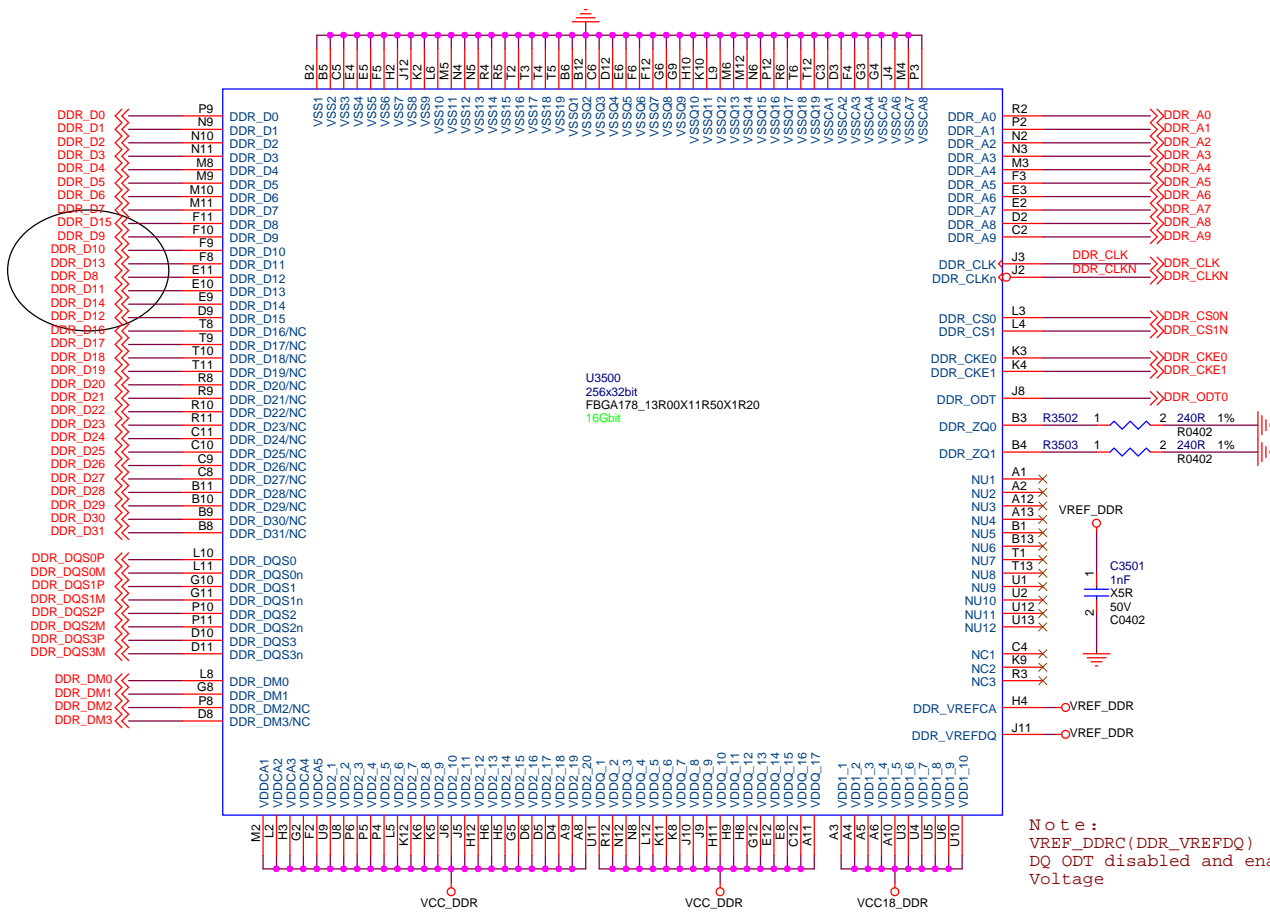 B2 B5 C5 E4 E5 F5 H2 J12 K2 L6 M5 N4 N5 R4 R5 T2 T3 T4 T5 B6 B12 C6 D12 E6 F6 F12 G6 G9 H10 K10 L9 M6 M12 N6 P12 R6 T6 T12 C3 D3 F4 G3 G4 J4 M4 P3
VSS1 VSS2 VSS3 VSS4 VSS5 VSS6 VSS7 VSS8 VSS9 VSS10 VSS11 VSS12 VSS13 VSS14 VSS15 VSS16 VSS17 VSS18 VSS19 VSSQ1 VSSQ2 VSSQ3 VSSQ4 VSSQ5 VSSQ6 VSSQ7 VSSQ8 VSSQ9 VSSQ10 VSSQ11 VSSQ12 VSSQ13 VSSQ14 VSSQ15 VSSQ16 VSSQ17 VSSQ18 VSSQ19 VSSCA1 VSSCA2 VSSCA3 VSSCA4 VSSCA5 VSSCA6 VSSCA7 VSSCA8
DDR_D0 P9 DDR_D0
DDR_D1 N9 DDR_D1
DDR_D2 N10 DDR_D2
DDR_D3 N11 DDR_D3
DDR_D4 M8 DDR_D4
DDR_D5 M9 DDR_D5
DDR_D6 M10 DDR_D6
DDR_D7 M11 DDR_D7
DDR_D15 F11 DDR_D8
DDR_D9 F10 DDR_D9
DDR_D10 F9 DDR_D10
DDR_D13 F8 DDR_D11
DDR_D8 E11 DDR_D12
DDR_D11 E10 DDR_D13
DDR_D14 E9 DDR_D14
DDR_D12 D9 DDR_D15
DDR_D16 T8 DDR_D16/NC
DDR_D17 T9 DDR_D17/NC
DDR_D18 T10 DDR_D18/NC
DDR_D19 T11 DDR_D19/NC
DDR_D20 R8 DDR_D20/NC
DDR_D21 R9 DDR_D21/NC
DDR_D22 R10 DDR_D22/NC
DDR_D23 R11 DDR_D23/NC
DDR_D24 C11 DDR_D24/NC
DDR_D25 C10 DDR_D25/NC
DDR_D26 C9 DDR_D26/NC
DDR_D27 C8 DDR_D27/NC
DDR_D28 B11 DDR_D28/NC
DDR_D29 B10 DDR_D29/NC
DDR_D30 B9 DDR_D30/NC
DDR_D31 B8 DDR_D31/NC
DDR_DQS0P L10 DDR_DQS0
DDR_DQS0M L11 DDR_DQS0n
DDR_DQS1P G10 DDR_DQS1
DDR_DQS1M G11 DDR_DQS1n
DDR_DQS2P P10 DDR_DQS2
DDR_DQS2M P11 DDR_DQS2n
DDR_DQS3P D10 DDR_DQS3
DDR_DQS3M D11 DDR_DQS3n
DDR_DM0 L8 DDR_DM0
DDR_DM1 G8 DDR_DM1
DDR_DM2 P8 DDR_DM2/NC
DDR_DM3 D8 DDR_DM3/NC
U3500
256x32bit
FBGA178_13R00X11R50X1R20
16Gbit
DDR_A0 R2 DDR_A0
DDR_A1 P2 DDR_A1
DDR_A2 N2 DDR_A2
DDR_A3 N3 DDR_A3
DDR_A4 M3 DDR_A4
DDR_A5 F3 DDR_A5
DDR_A6 E3 DDR_A6
DDR_A7 E2 DDR_A7
DDR_A8 D2 DDR_A8
DDR_A9 C2 DDR_A9
DDR_CLK J3 DDR_CLK DDR_CLK
DDR_CLKn J2 DDR_CLKN DDR_CLKN
DDR_CS0 L3 DDR_CS0N
DDR_CS1 L4 DDR_CS1N
DDR_CKE0 K3 DDR_CKE0
DDR_CKE1 K4 DDR_CKE1
DDR_ODT J8 DDR_ODT0
DDR_ZQ0 B3 R3502 1 2 240R 1%
R0402
DDR_ZQ1 B4 R3503 1 2 240R 1%
R0402
NU1 A1
NU2 A2
NU3 A12
NU4 A13
NU5 B1
NU6 B13
NU7 T1
NU8 T13
NU9 U1
NU10 U2
NU11 U12
NU12 U13
NC1 C4
NC2 K9
NC3 R3
VREF_DDR
1 2
C3501
1nF
X5R
50V
C0402
DDR_VREFCA H4 VREF_DDR
DDR_VREFDQ J11 VREF_DDR
VDDCA1 VDDCA2 VDDCA3 VDDCA4 VDDCA5 VDD2_1 VDD2_2 VDD2_3 VDD2_4 VDD2_5 VDD2_6 VDD2_7 VDD2_8 VDD2_9 VDD2_10 VDD2_11 VDD2_12 VDD2_13 VDD2_14 VDD2_15 VDD2_16 VDD2_17 VDD2_18 VDD2_19 VDD2_20 VDDQ_1 VDDQ_2 VDDQ_3 VDDQ_4 VDDQ_5 VDDQ_6 VDDQ_7 VDDQ_8 VDDQ_9 VDDQ_10 VDDQ_11 VDDQ_12 VDDQ_13 VDDQ_14 VDDQ_15 VDDQ_16 VDDQ_17 VDD1_1 VDD1_2 VDD1_3 VDD1_4 VDD1_5 VDD1_6 VDD1_7 VDD1_8 VDD1_9 VDD1_10
M2 L2 H3 G2 F2 U9 U8 P6 P5 P4 L5 K12 K6 K5 J6 J5 H12 H6 H5 G5 D6 D5 D4 A9 A8 U11 R12 N12 N8 L12 K11 K8 J10 J9 H11 H9 H8 G12 E12 E8 C12 A11 A3 A4 A5 A6 A10 U3 U4 U5 U6 U10
VCC_DDR VCC_DDR VCC18_DDR
Note:
VREF_DDRC(DDR_VREFDQ)
DQ ODT disabled and ena
Voltage